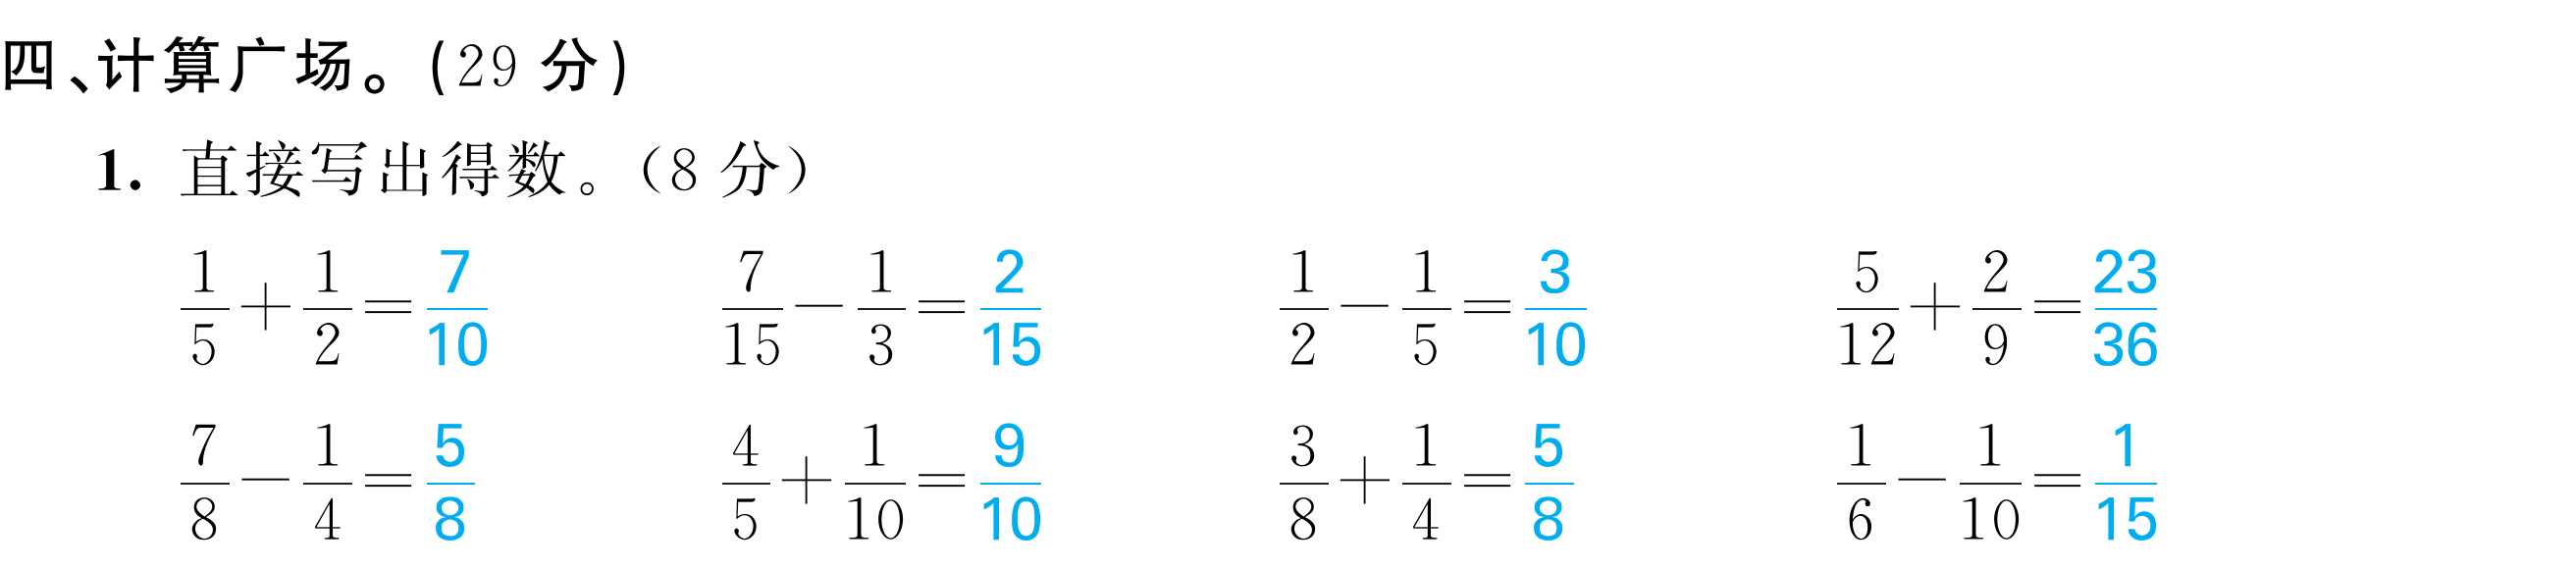 四、计算广场。(29 分)
1. 直接写出得数。(8 分)
1/5 + 1/2 = 7/10  7/15 − 1/3 = 2/15  1/2 − 1/5 = 3/10  5/12 + 2/9 = 23/36
7/8 − 1/4 = 5/8  4/5 + 1/10 = 9/10  3/8 + 1/4 = 5/8  1/6 − 1/10 = 1/15